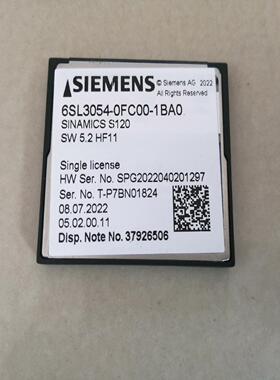 SIEMENS © Siemens AG 2022
All Rights Reserved
6SL3054-0FC00-1BA0
SINAMICS S120
SW 5.2 HF11
Single license
HW Ser. No. SPG2022040201297
Ser. No. T-P7BN01824
08.07.2022
05.02.00.11
Disp. Note No. 37926506